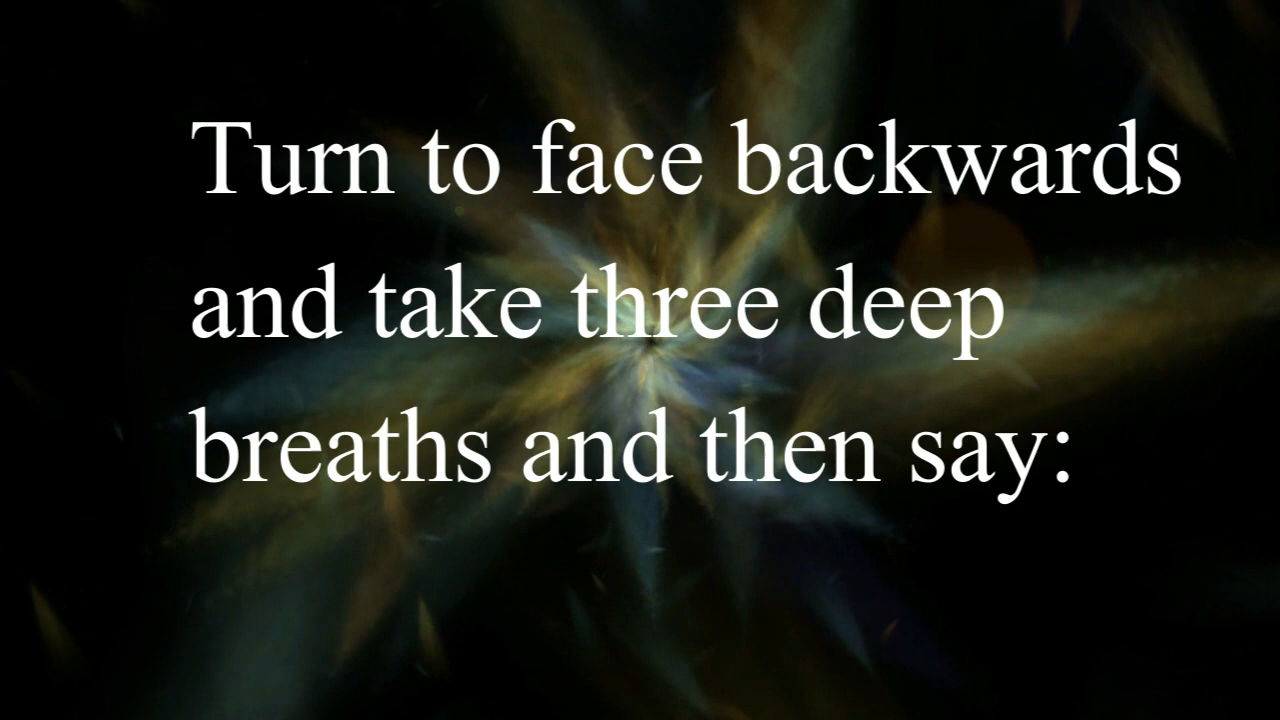 Turn to face backwards
and take three deep
breaths and then say: